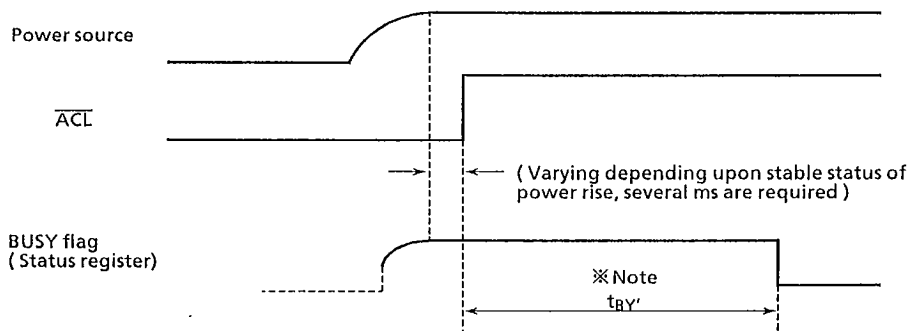 Power source
ACL
( Varying depending upon stable status of
power rise, several ms are required )
BUSY flag
( Status register)
※Note
tBY'